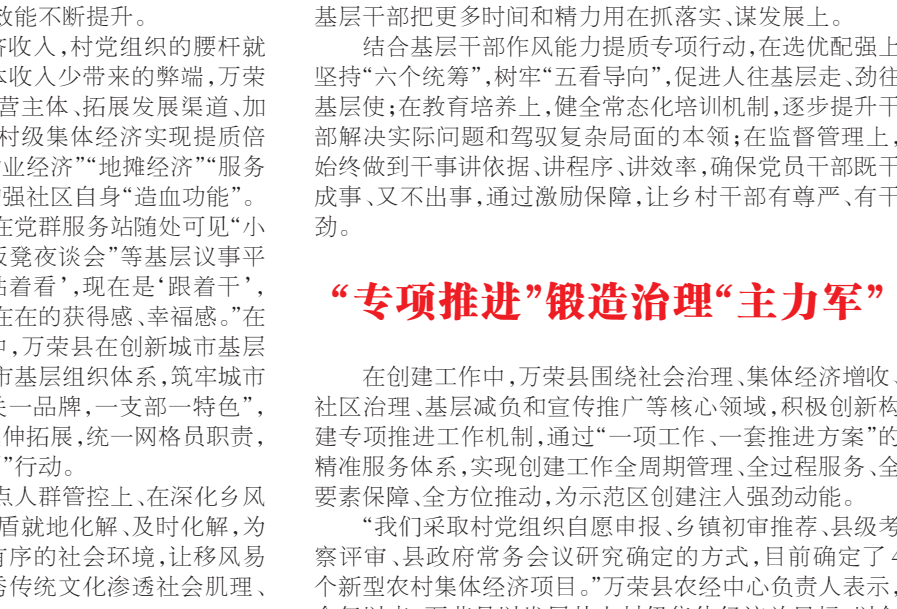 效能不断提升。
收入,村党组织的腰杆就
收入少带来的弊端,万荣
营主体、拓展发展渠道、加
村级集体经济实现提质倍
业经济”“地摊经济”“服务
强社区自身“造血功能”。
在党群服务站随处可见“小
板凳夜谈会”等基层议事平
着看’,现在是‘跟着干’,
在在的获得感、幸福感。”在
中,万荣县在创新城市基层
市基层组织体系,筑牢城市
一品牌,一支部一特色”,
伸拓展,统一网格员职责,
”行动。
点人群管控上、在深化乡风
盾就地化解、及时化解,为
有序的社会环境,让移风易
秀传统文化渗透社会肌理、
基层干部把更多时间和精力用在抓落实、谋发展上。
结合基层干部作风能力提质专项行动,在选优配强上
坚持“六个统筹”,树牢“五看导向”,促进人往基层走、劲往
基层使;在教育培养上,健全常态化培训机制,逐步提升干
部解决实际问题和驾驭复杂局面的本领;在监督管理上,
始终做到干事讲依据、讲程序、讲效率,确保党员干部既干
成事、又不出事,通过激励保障,让乡村干部有尊严、有干
劲。
“专项推进”锻造治理“主力军”
在创建工作中,万荣县围绕社会治理、集体经济增收、
社区治理、基层减负和宣传推广等核心领域,积极创新构
建专项推进工作机制,通过“一项工作、一套推进方案”的
精准服务体系,实现创建工作全周期管理、全过程服务、全
要素保障、全方位推动,为示范区创建注入强劲动能。
“我们采取村党组织自愿申报、乡镇初审推荐、县级考
察评审、县政府常务会议研究确定的方式,目前确定了4
个新型农村集体经济项目。”万荣县农经中心负责人表示,